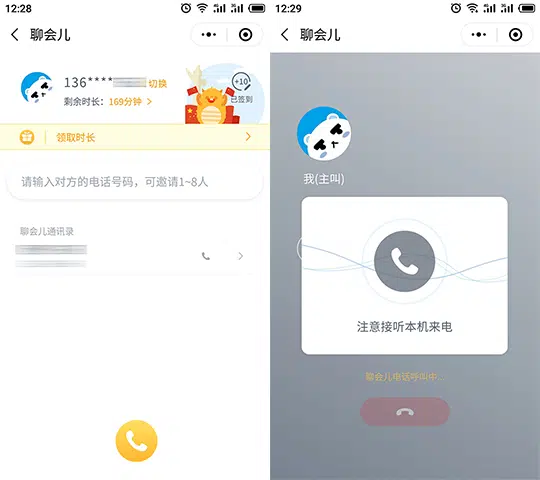 12:28
聊会儿
136****
切换
剩余时长：169分钟
+10
已签到
领取时长
请输入对方的电话号码，可邀请1~8人
聊会儿通讯录
12:29
聊会儿
我(主叫)
注意接听本机来电
聊会儿电话呼叫中...